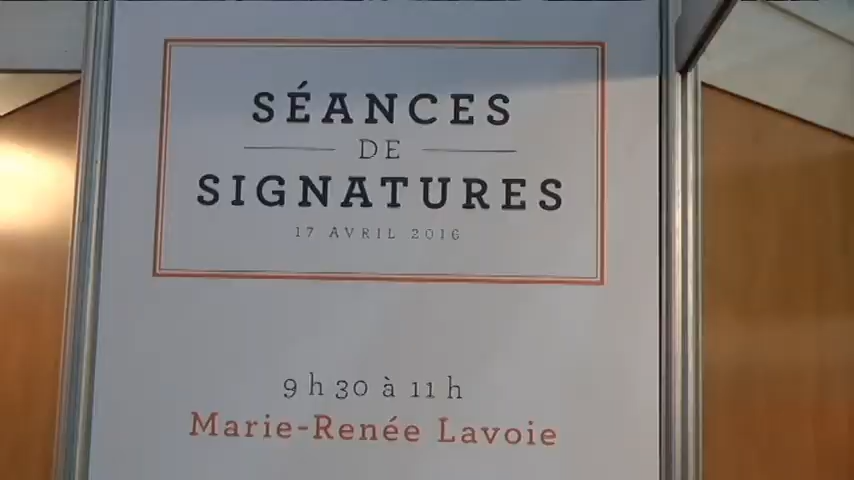 SÉANCES
DE
SIGNATURES
17 AVRIL 2016
9 h 30 à 11 h
Marie-Renée Lavoie